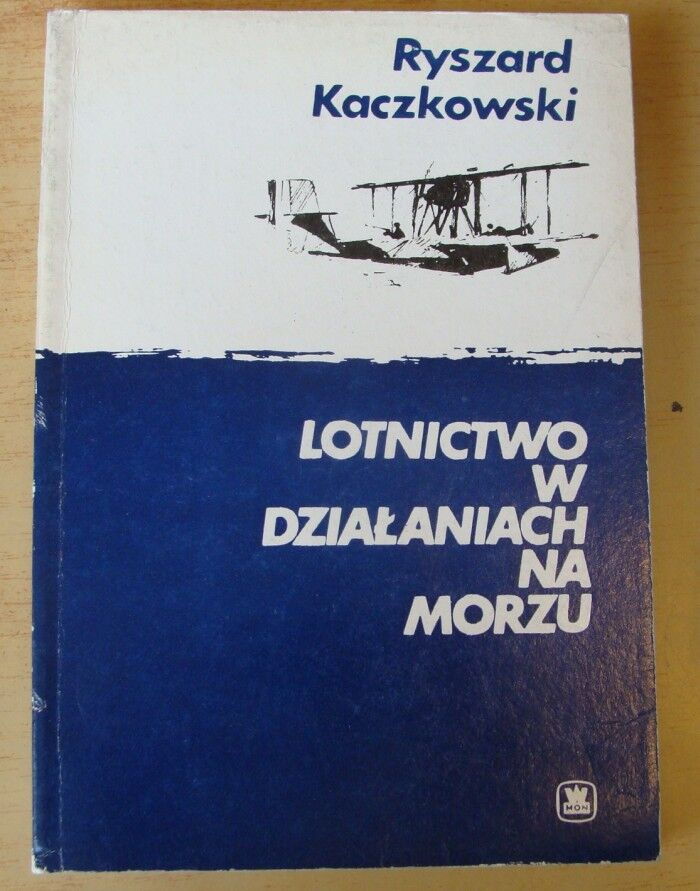 Ryszard
Kaczkowski
LOTNICTWO
W
DZIAŁANIACH
NA
MORZU
W
MON